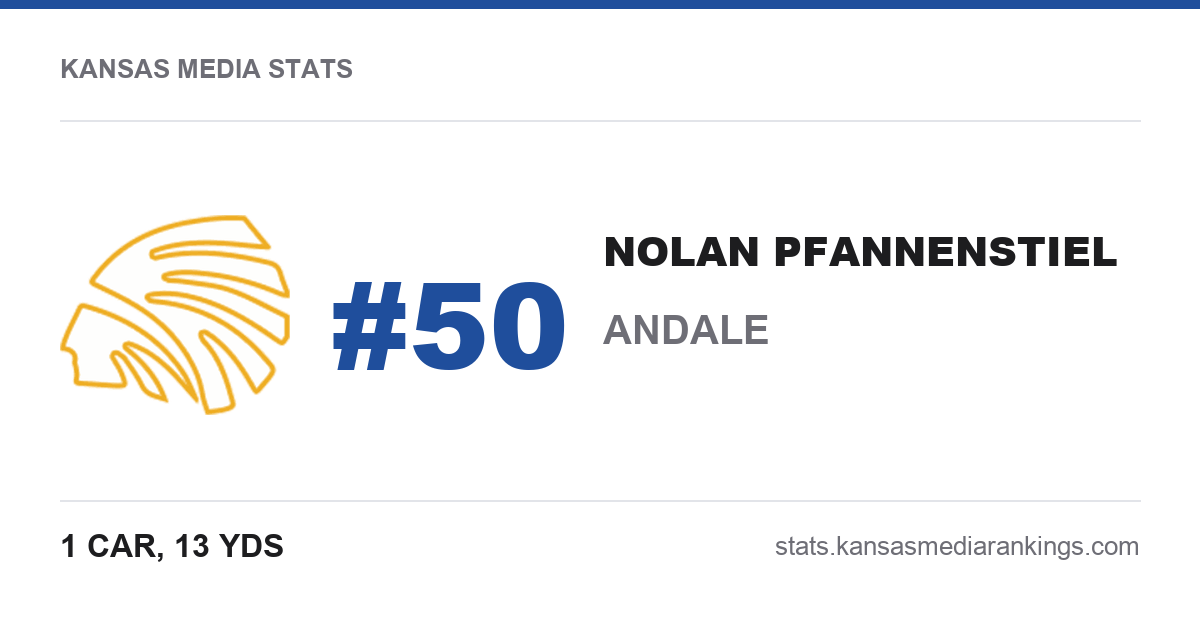 KANSAS MEDIA STATS
#50
NOLAN PFANNENSTIEL
ANDALE
1 CAR, 13 YDS
stats.kansasmediarankings.com